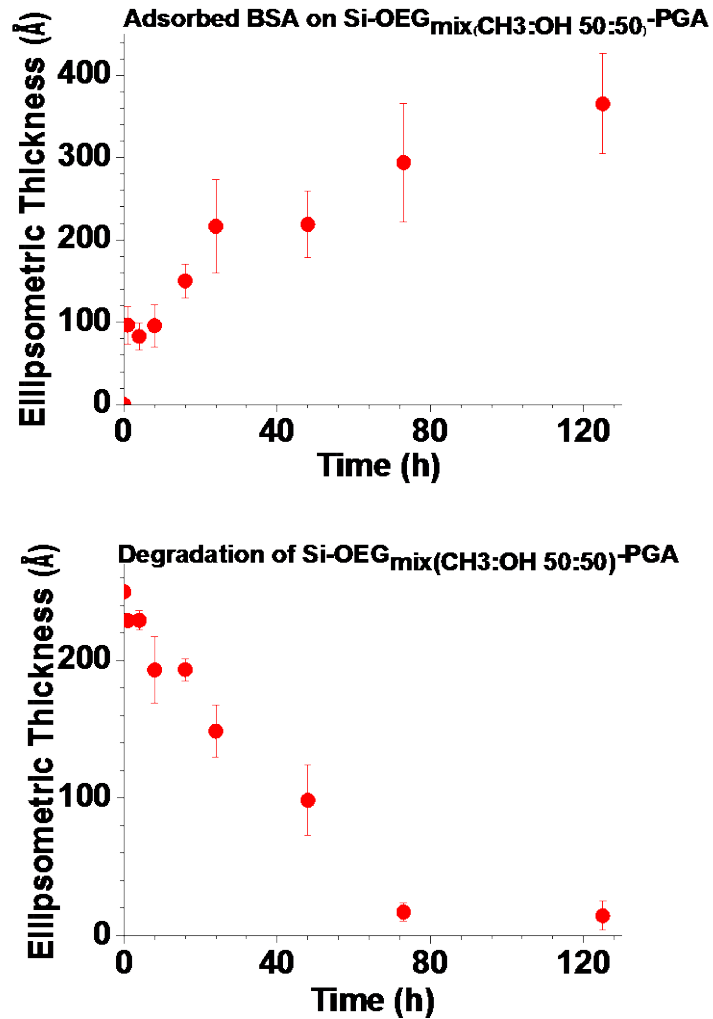 Adsorbed BSA on Si-OEGmix(CH3:OH 50:50)-PGA
Ellipsometric Thickness (Å)
400
300
200
100
0
0 40 80 120
Time (h)
Degradation of Si-OEGmix(CH3:OH 50:50)-PGA
Ellipsometric Thickness (Å)
200
100
0
0 40 80 120
Time (h)